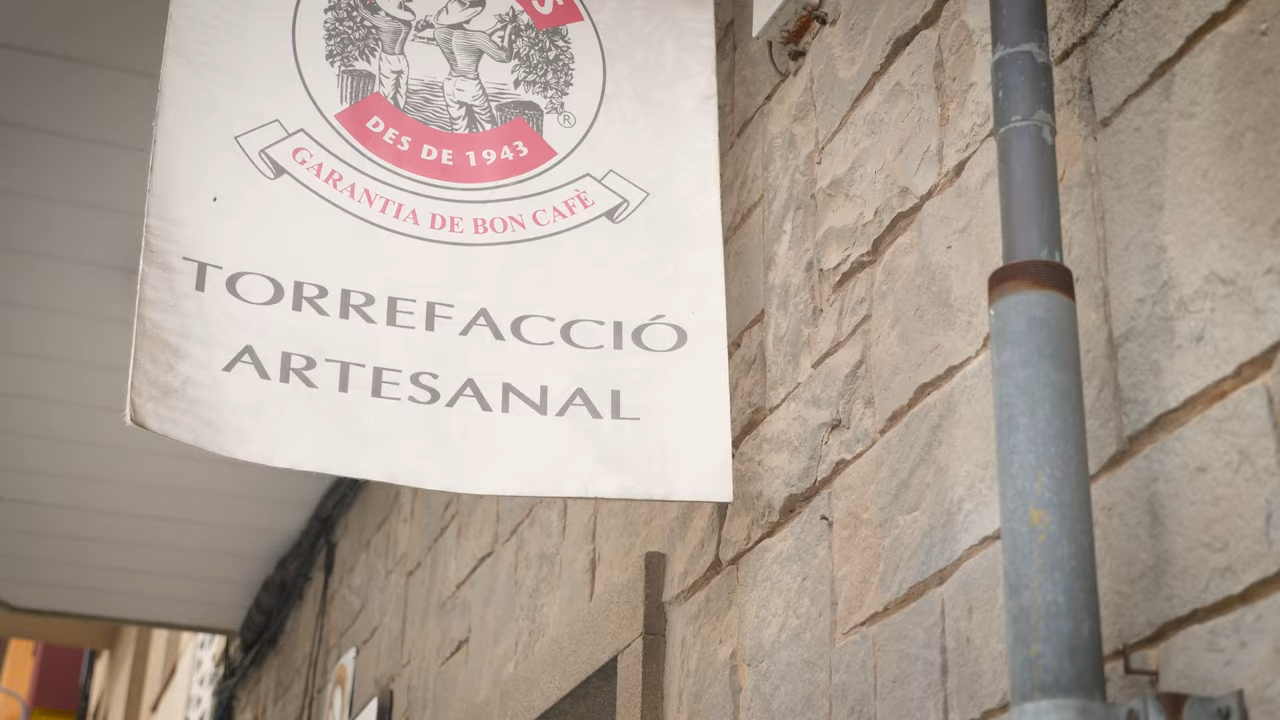 S
DES DE 1943
®
GARANTIA DE BON CAFÈ
TORREFACCIÓ
ARTESANAL